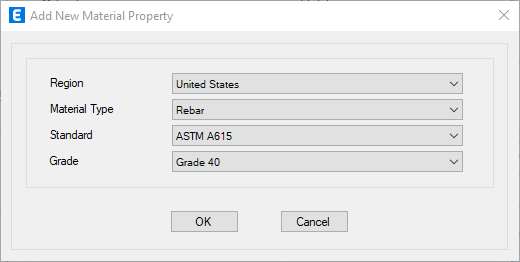 E Add New Material Property
Region United States
Material Type Rebar
Standard ASTM A615
Grade Grade 40
OK Cancel